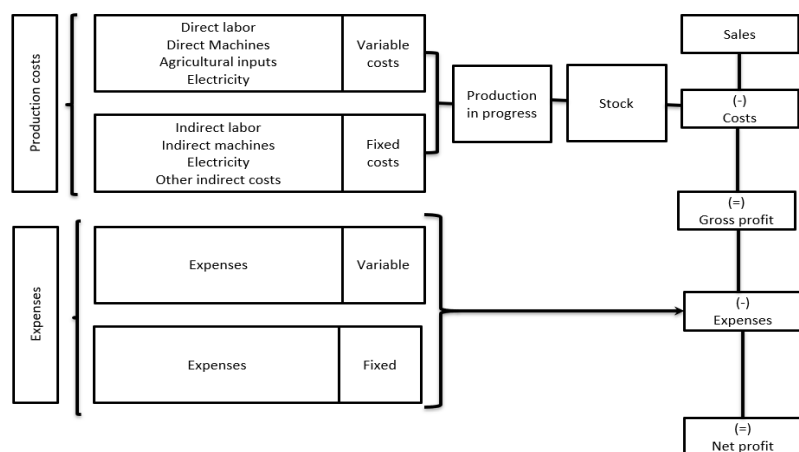 Production costs
Direct labor
Direct Machines
Agricultural inputs
Electricity
Variable
costs
Indirect labor
Indirect machines
Electricity
Other indirect costs
Fixed
costs
Production
in progress
Stock
Sales
(-)
Costs
(=)
Gross profit
Expenses
Expenses
Variable
Expenses
Fixed
(-)
Expenses
(=)
Net profit